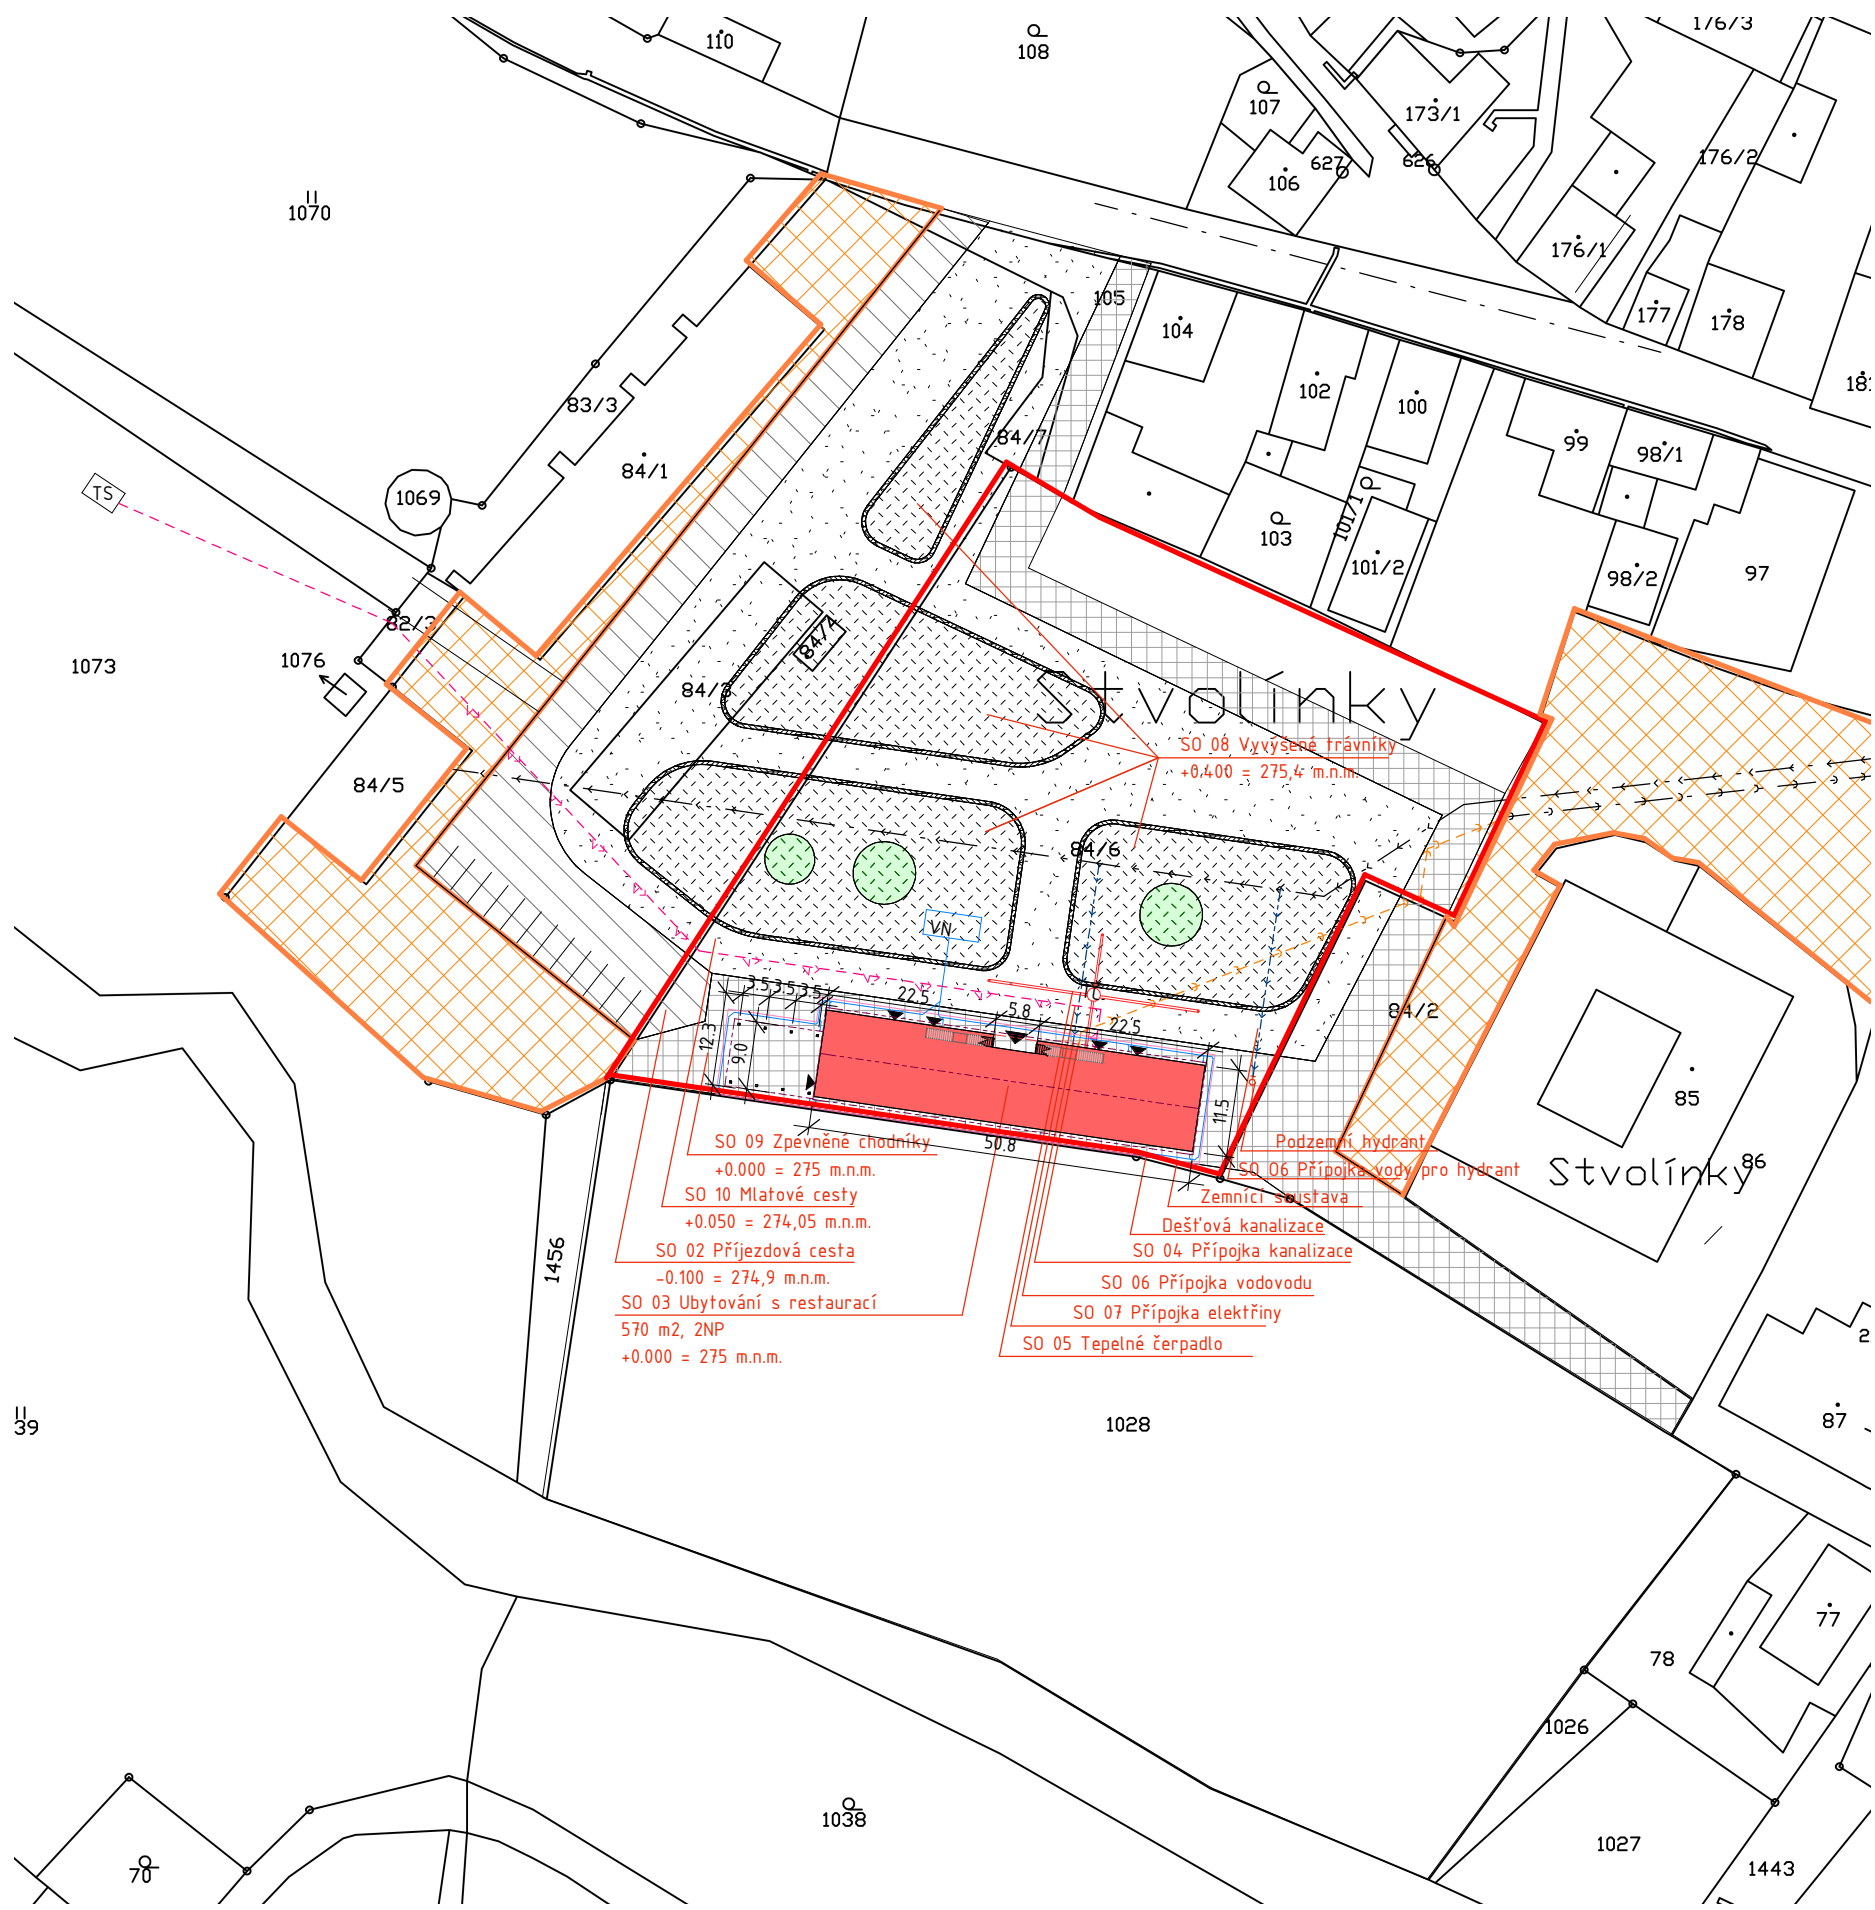 110
108
176/3
107
173/1
627
626
106
176/2
1070
176/1
105
104
177
178
102
100
83/3
84/7
99
98/1
84/1
TS
1069
101/1
103
101/2
98/2
97
82/3
84/4
1076
1073
84/3
Stvolínky
SO 08 Vyvýšené trávníky
+0.400 = 275,4 m.n.m.
84/5
84/6
VN
3.5
3.5
3.5
22.5
5.8
22.5
TČ
84/2
12.3
9.0
11.5
85
50.8
SO 09 Zpevněné chodníky
+0.000 = 275 m.n.m.
Podzemní hydrant
SO 06 Přípojka vody pro hydrant
86
Stvolínky
SO 10 Mlatové cesty
+0.050 = 274,05 m.n.m.
Zemnící soustava
Dešťová kanalizace
SO 02 Příjezdová cesta
-0.100 = 274,9 m.n.m.
SO 04 Přípojka kanalizace
1456
SO 06 Přípojka vodovodu
SO 03 Ubytování s restaurací
570 m2, 2NP
+0.000 = 275 m.n.m.
SO 07 Přípojka elektřiny
SO 05 Tepelné čerpadlo
39
1028
87
77
78
1026
1038
1027
70
1443